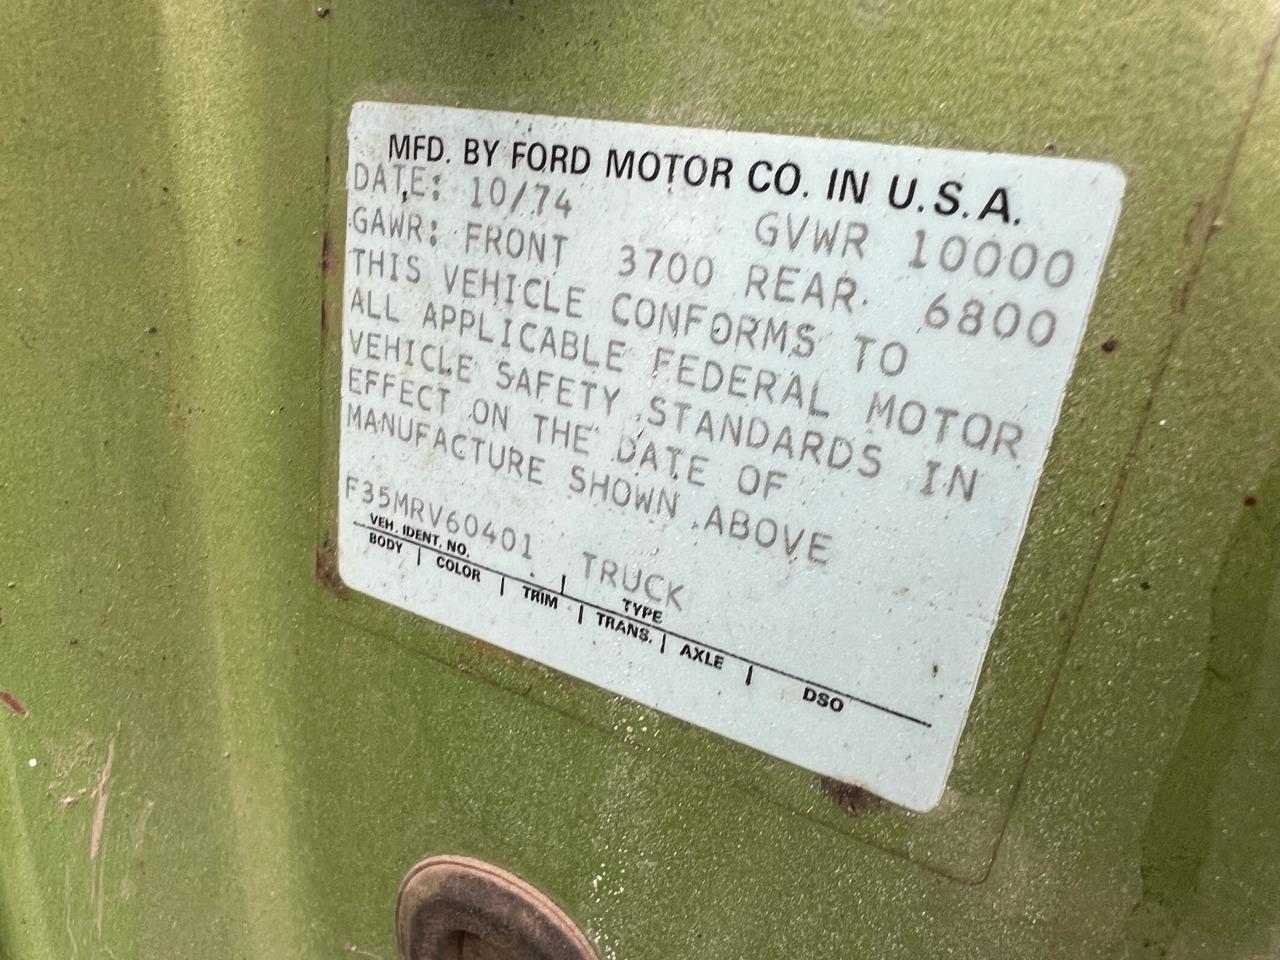 MFD. BY FORD MOTOR CO. IN U.S.A.
DATE: 10/74 GVWR 10000
GAWR: FRONT 3700 REAR 6800
THIS VEHICLE CONFORMS TO
ALL APPLICABLE FEDERAL MOTOR
VEHICLE SAFETY STANDARDS IN
EFFECT ON THE DATE OF
MANUFACTURE SHOWN ABOVE
F35MRV60401 TRUCK
VEH. IDENT. NO. TYPE
BODY COLOR TRIM TRANS. AXLE DSO